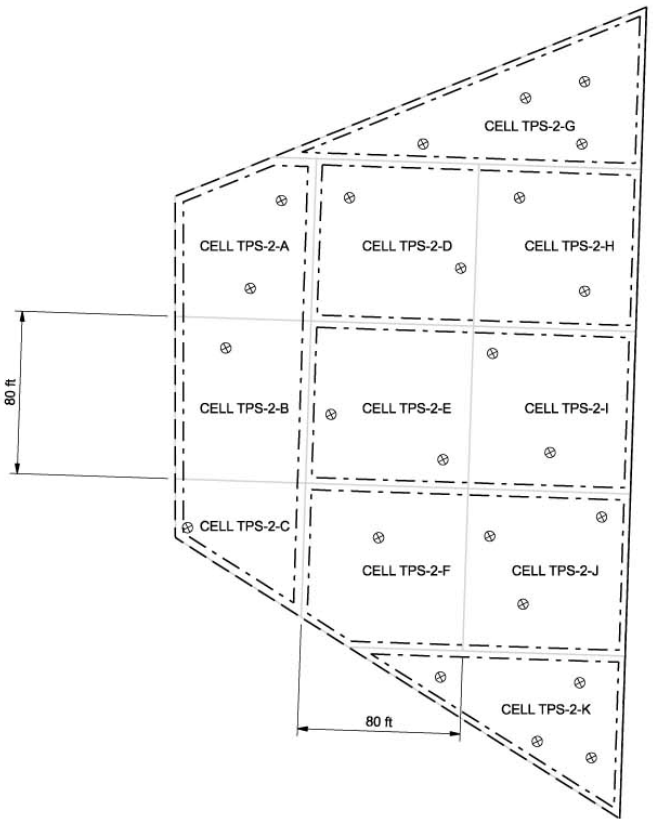 CELL TPS-2-G
CELL TPS-2-A
CELL TPS-2-D
CELL TPS-2-H
80 ft
CELL TPS-2-B
CELL TPS-2-E
CELL TPS-2-I
CELL TPS-2-C
CELL TPS-2-F
CELL TPS-2-J
CELL TPS-2-K
80 ft